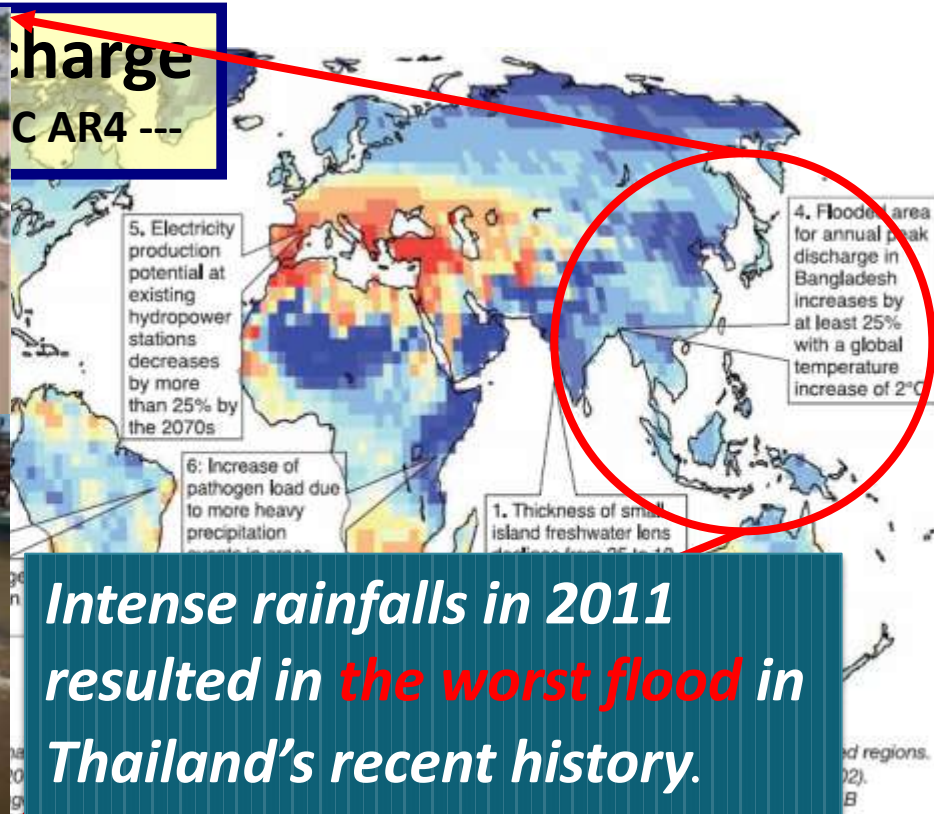 charge
C AR4 ---
5. Electricity
production
potential at
existing
hydropower
stations
decreases
by more
than 25% by
the 2070s
4. Flooded area
for annual peak
discharge in
Bangladesh
increases by
at least 25%
with a global
temperature
increase of 2°C
6: Increase of
pathogen load due
to more heavy
precipitation
1. Thickness of small
island freshwater lens
Intense rainfalls in 2011
resulted in the worst flood in
Thailand's recent history.
ed regions.
02).
B